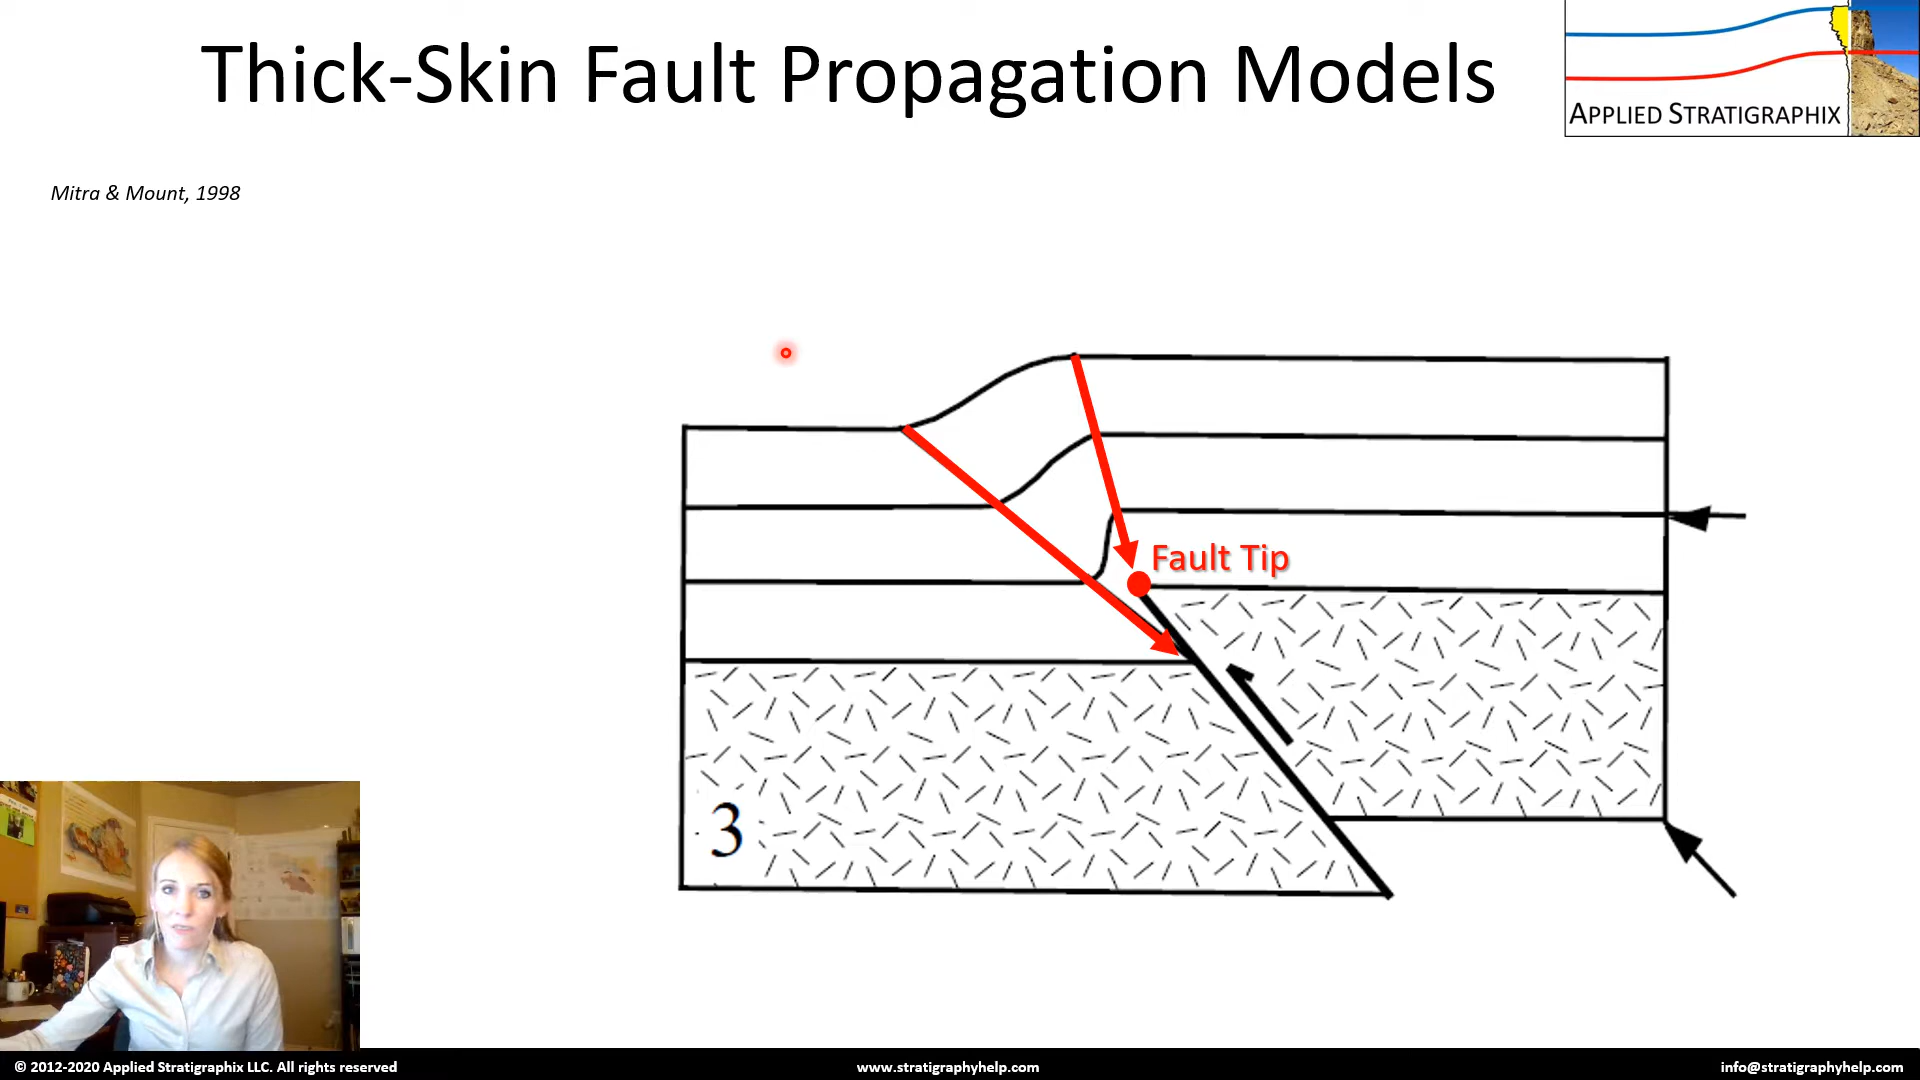 Thick-Skin Fault Propagation Models
APPLIED STRATIGRAPHIX
Mitra & Mount, 1998
Fault Tip
3
© 2012-2020 Applied Stratigraphix LLC. All rights reserved
www.stratigraphyhelp.com
info@stratigraphyhelp.com